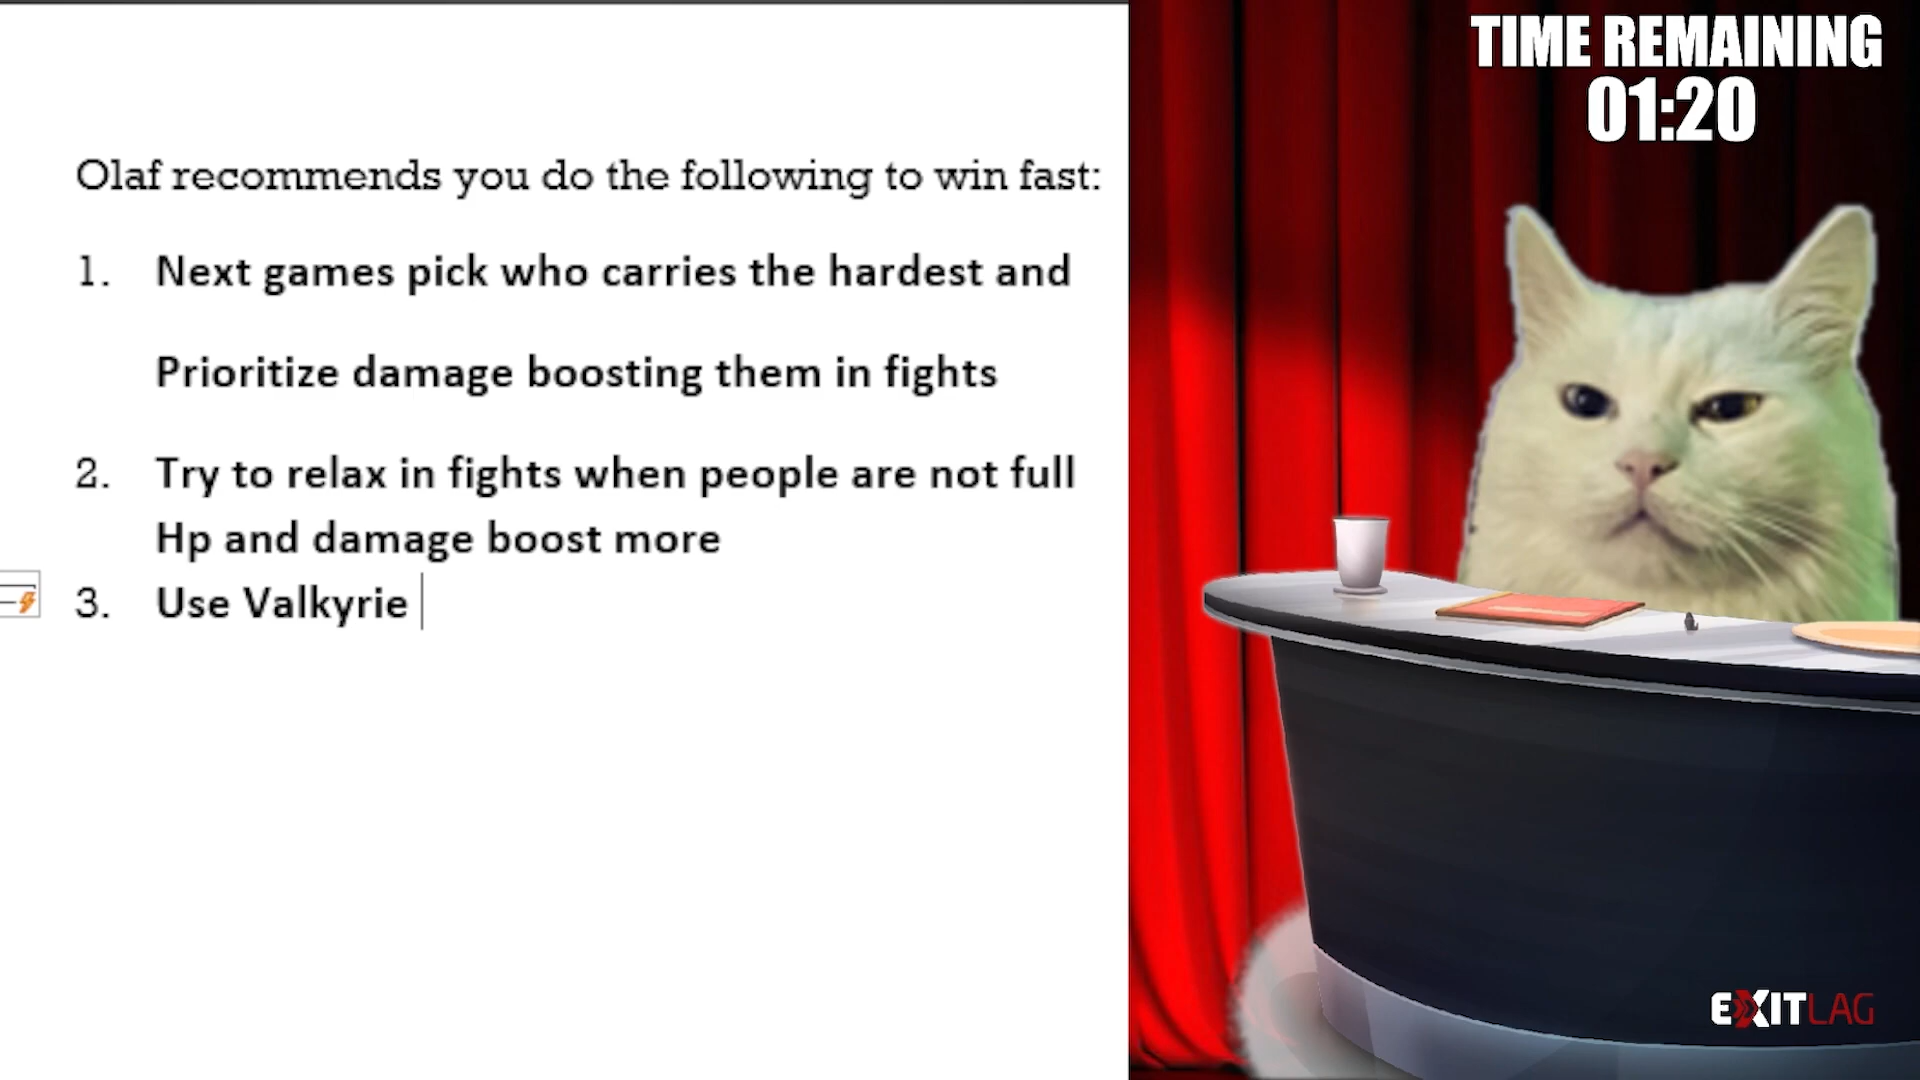 TIME REMAINING
01:20
Olaf recommends you do the following to win fast:
1. Next games pick who carries the hardest and
Prioritize damage boosting them in fights
2. Try to relax in fights when people are not full
Hp and damage boost more
3. Use Valkyrie
EXITLAG